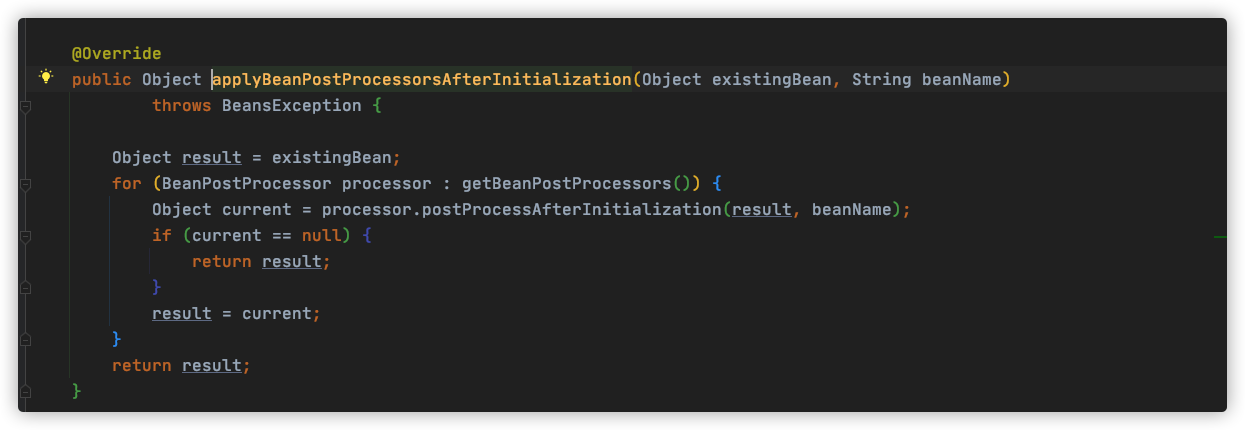 @Override
public Object applyBeanPostProcessorsAfterInitialization(Object existingBean, String beanName)
        throws BeansException {
    Object result = existingBean;
    for (BeanPostProcessor processor : getBeanPostProcessors()) {
        Object current = processor.postProcessAfterInitialization(result, beanName);
        if (current == null) {
            return result;
        }
        result = current;
    }
    return result;
}